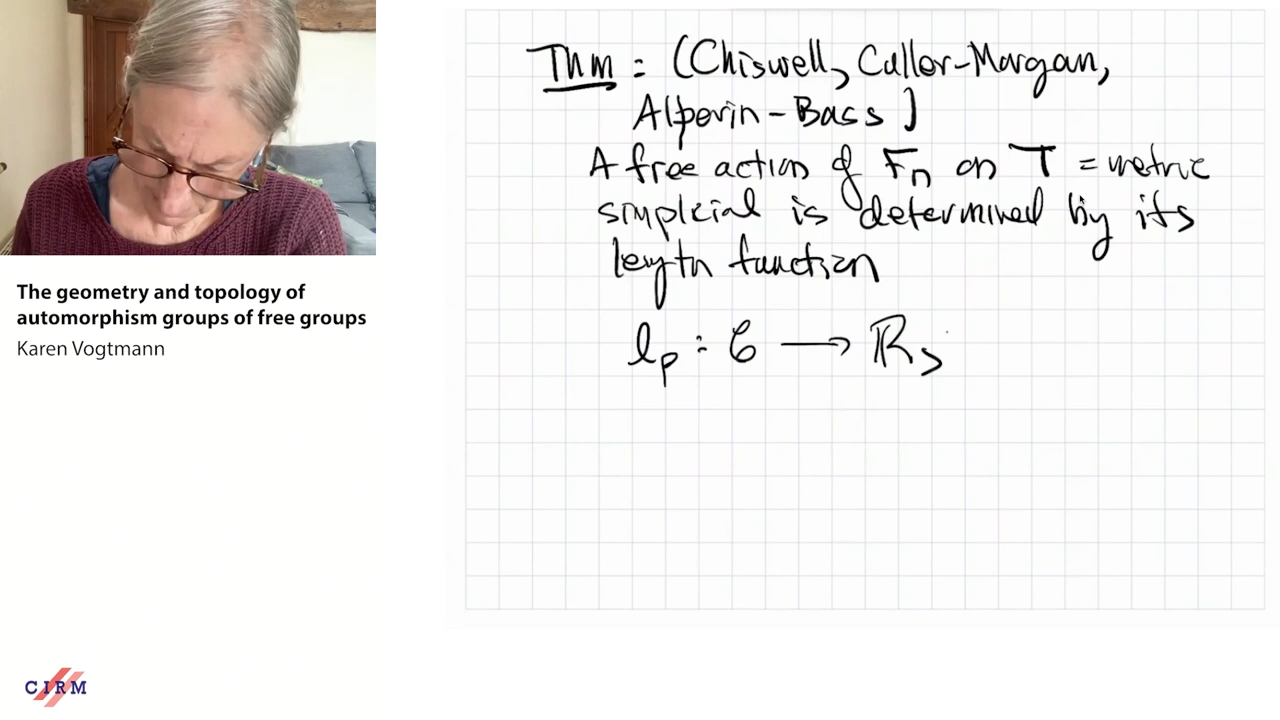 Thm : (Chiswell, Culler-Morgan,
Alperin-Bass)
A free action of Fn on T = metric
simplicial is determined by its
length function
lp : C → R>
The geometry and topology of
automorphism groups of free groups
Karen Vogtmann
CIRM